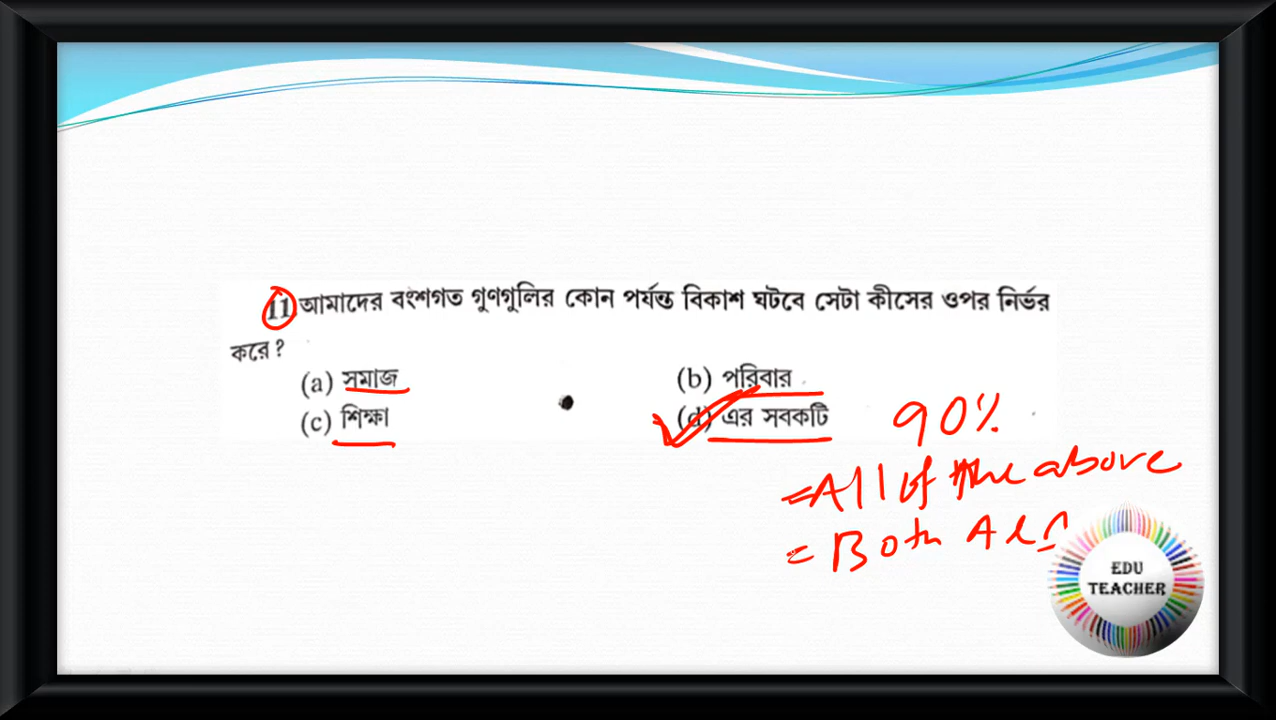 11 আমাদের বংশগত গুণগুলির কোন পর্যন্ত বিকাশ ঘটবে সেটা কীসের ওপর নির্ভর
করে?
(a) সমাজ (b) পরিবার
(c) শিক্ষা (d) এর সবকটি
90%
=All of the above
= Both A &
EDU
TEACHER